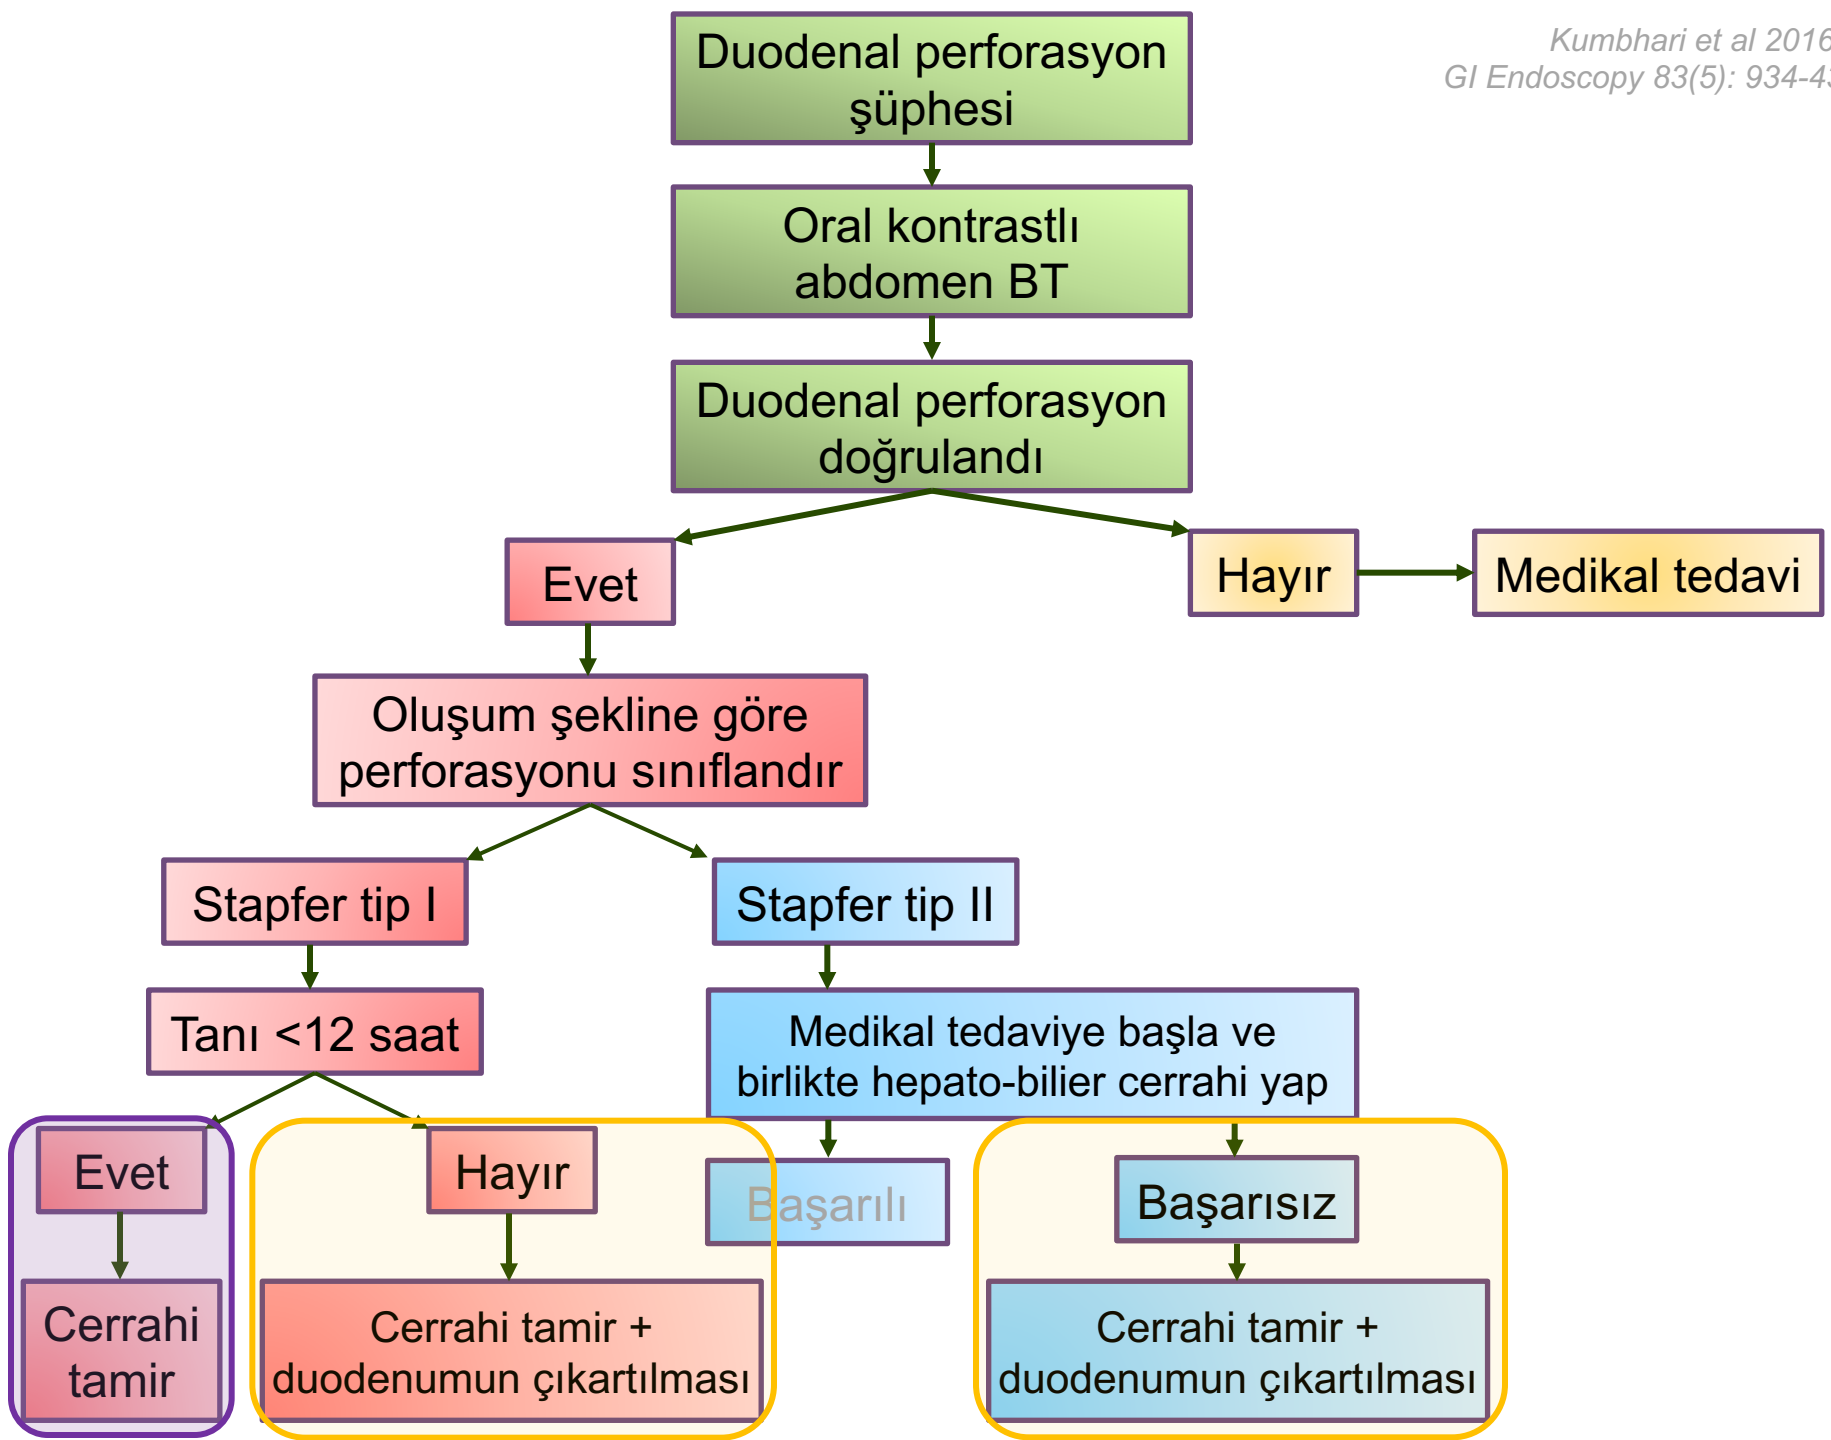 Kumbhari et al 2016
GI Endoscopy 83(5): 934-43
Duodenal perforasyon
şüphesi
Oral kontrastlı
abdomen BT
Duodenal perforasyon
doğrulandı
Evet
Hayır
Medikal tedavi
Oluşum şekline göre
perforasyonu sınıflandır
Stapfer tip I
Stapfer tip II
Tanı <12 saat
Medikal tedaviye başla ve
birlikte hepato-bilier cerrahi yap
Evet
Hayır
Başarılı
Başarısız
Cerrahi
tamir
Cerrahi tamir +
duodenumun çıkartılması
Cerrahi tamir +
duodenumun çıkartılması